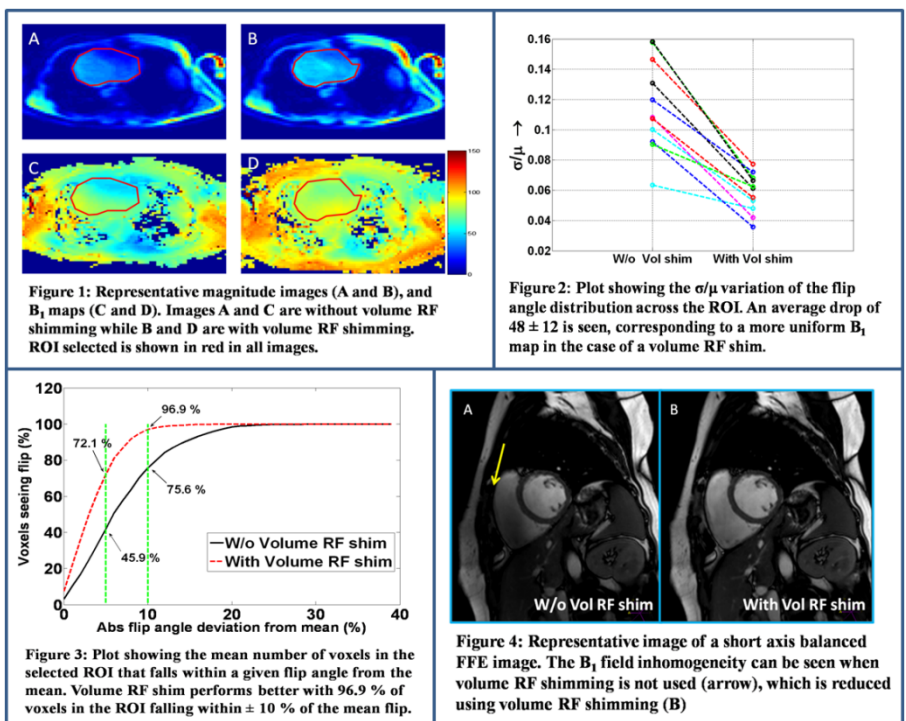 A
B
C
D
150
100
50
0
Figure 1: Representative magnitude images (A and B), and
B₁ maps (C and D). Images A and C are without volume RF
shimming while B and D are with volume RF shimming.
ROI selected is shown in red in all images.
0.16
0.14
0.12
0.1
0.08
0.06
0.04
0.02
σ/μ →
W/o Vol shim
With Vol shim
Figure 2: Plot showing the σ/μ variation of the flip
angle distribution across the ROI. An average drop of
48 ± 12 is seen, corresponding to a more uniform B₁
map in the case of a volume RF shim.
120
100
80
60
40
20
0
Voxels seeing flip (%)
96.9 %
72.1 %
75.6 %
45.9 %
W/o Volume RF shim
With Volume RF shim
0 10 20 30 40
Abs flip angle deviation from mean (%)
Figure 3: Plot showing the mean number of voxels in the
selected ROI that falls within a given flip angle from the
mean. Volume RF shim performs better with 96.9 % of
voxels in the ROI falling within ± 10 % of the mean flip.
A
B
W/o Vol RF shim
With Vol RF shim
Figure 4: Representative image of a short axis balanced
FFE image. The B₁ field inhomogeneity can be seen when
volume RF shimming is not used (arrow), which is reduced
using volume RF shimming (B)